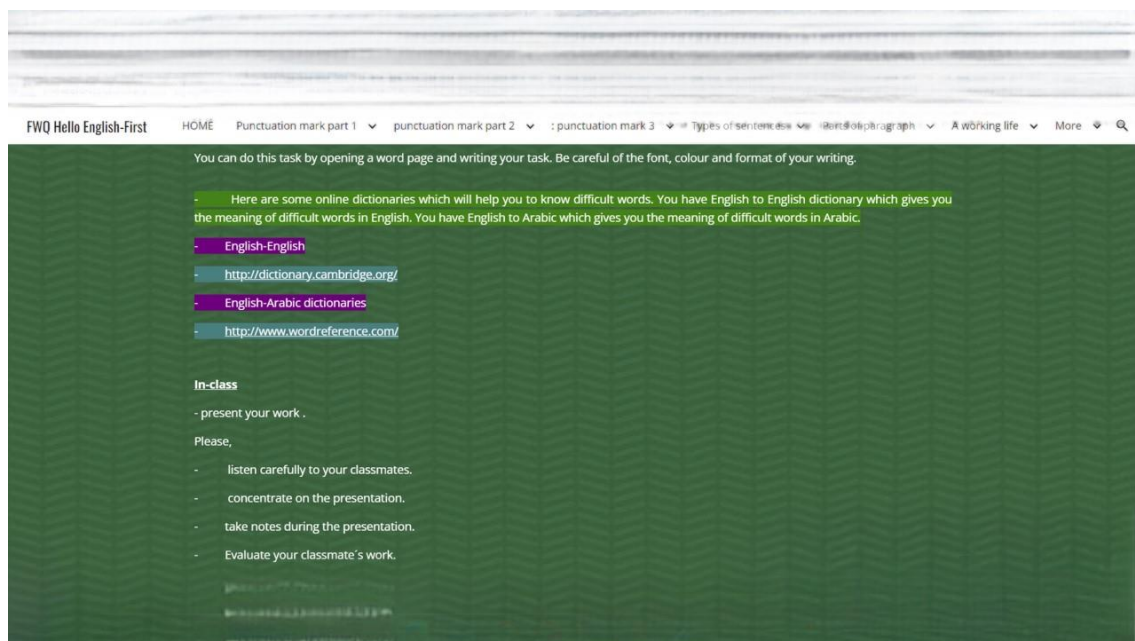 FWQ Hello English-First HOME Punctuation mark part 1 punctuation mark part 2 : punctuation mark 3 Types of sentences paragraph A working life More
You can do this task by opening a word page and writing your task. Be careful of the font, colour and format of your writing.
- Here are some online dictionaries which will help you to know difficult words. You have English to English dictionary which gives you
the meaning of difficult words in English. You have English to Arabic which gives you the meaning of difficult words in Arabic.
- English-English
- http://dictionary.cambridge.org/
- English-Arabic dictionaries
- http://www.wordreference.com/
In-class
- present your work .
Please,
- listen carefully to your classmates.
- concentrate on the presentation.
- take notes during the presentation.
- Evaluate your classmate´s work.